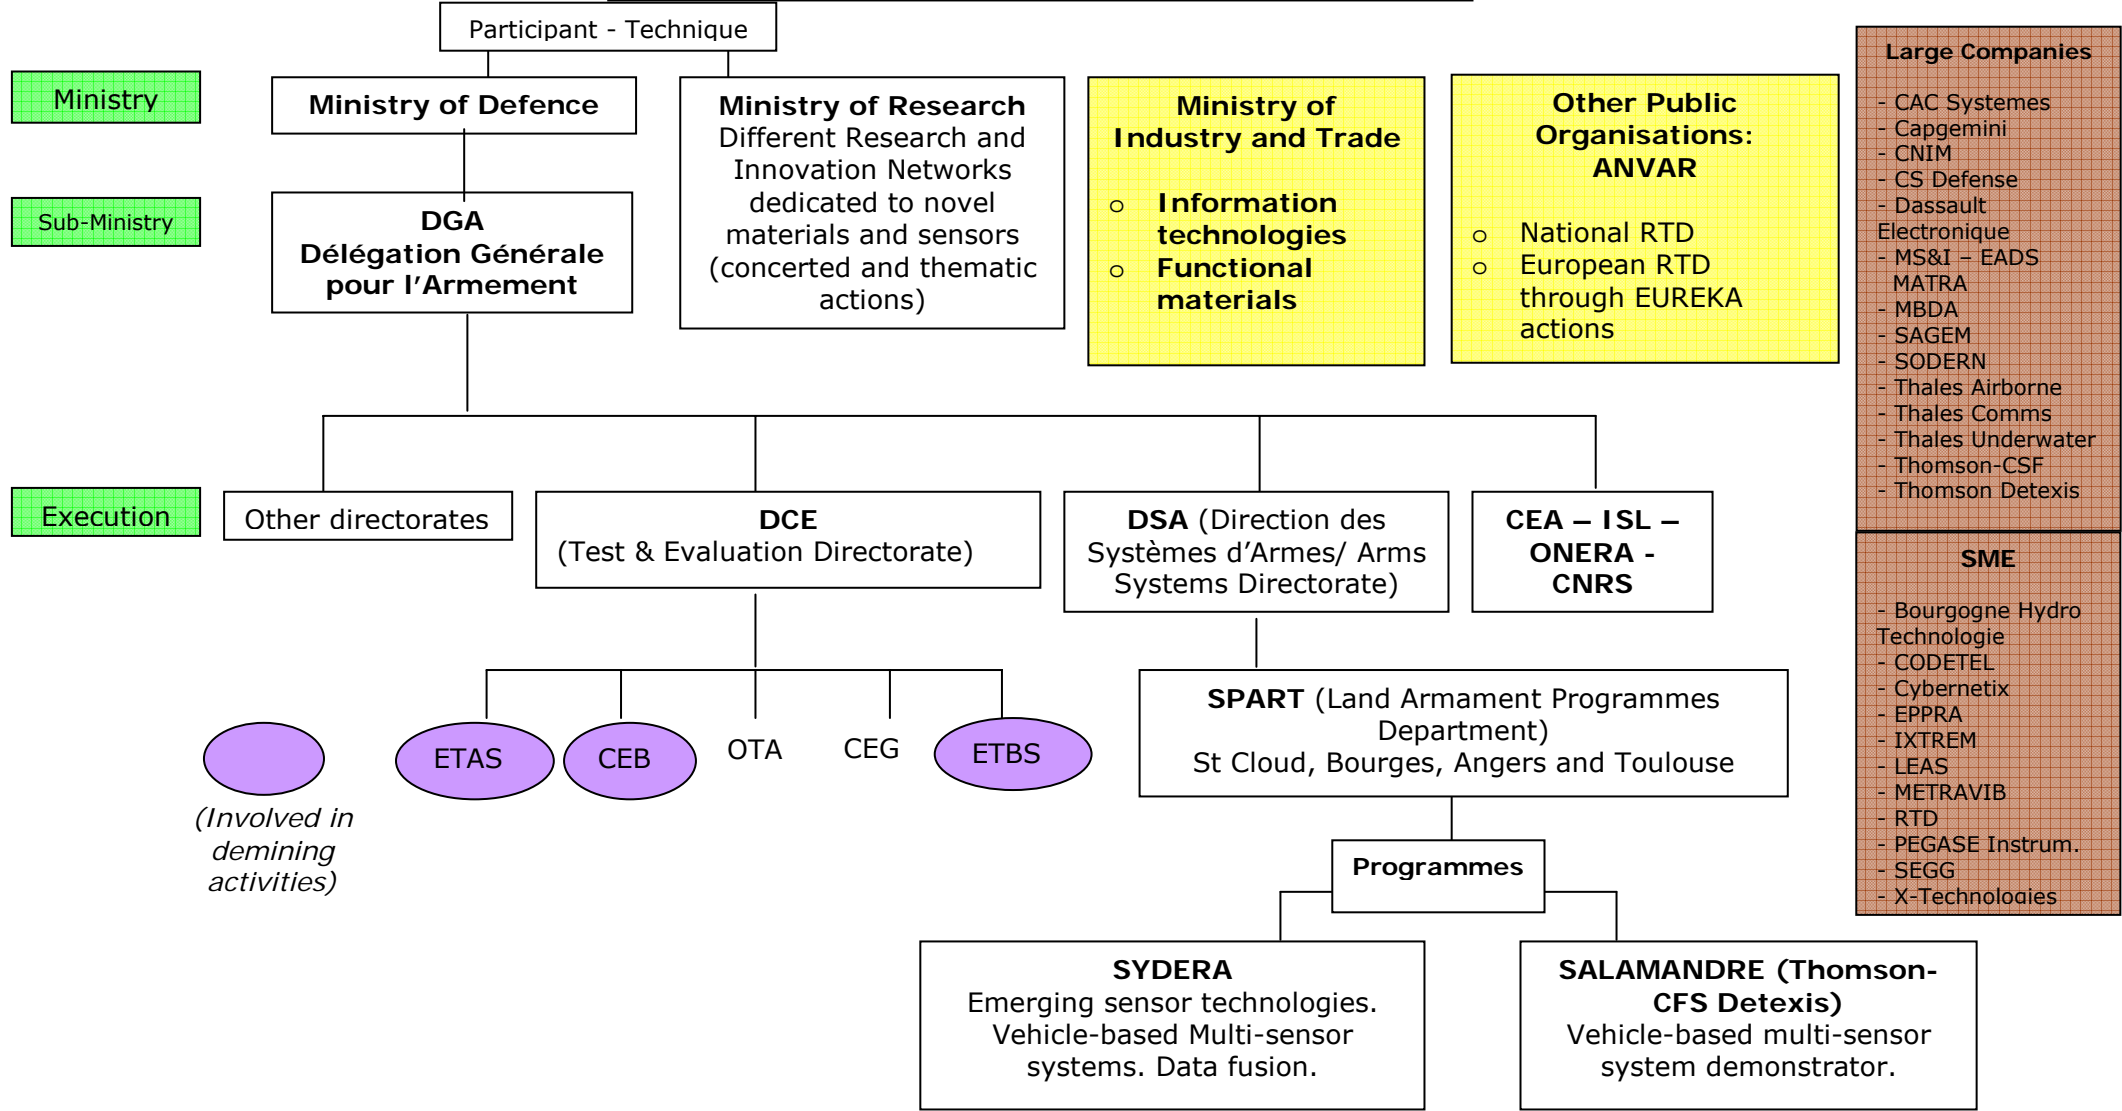 Participant - Technique
Ministry
Ministry of Defence
Ministry of Research
Different Research and
Innovation Networks
dedicated to novel
materials and sensors
(concerted and thematic
actions)
Ministry of
Industry and Trade
o Information
technologies
o Functional
materials
Other Public
Organisations:
ANVAR
o National RTD
o European RTD
through EUREKA
actions
Sub-Ministry
DGA
Délégation Générale
pour l'Armement
Execution
Other directorates
DCE
(Test & Evaluation Directorate)
DSA (Direction des
Systèmes d'Armes/ Arms
Systems Directorate)
CEA – ISL –
ONERA -
CNRS
ETAS
CEB
OTA
CEG
ETBS
(Involved in
demining
activities)
SPART (Land Armament Programmes
Department)
St Cloud, Bourges, Angers and Toulouse
Programmes
SYDERA
Emerging sensor technologies.
Vehicle-based Multi-sensor
systems. Data fusion.
SALAMANDRE (Thomson-
CFS Detexis)
Vehicle-based multi-sensor
system demonstrator.
Large Companies
- CAC Systemes
- Capgemini
- CNIM
- CS Defense
- Dassault
Electronique
- MS&I – EADS
MATRA
- MBDA
- SAGEM
- SODERN
- Thales Airborne
- Thales Comms
- Thales Underwater
- Thomson-CSF
- Thomson Detexis
SME
- Bourgogne Hydro
Technologie
- CODETEL
- Cybernetix
- EPPRA
- IXTREM
- LEAS
- METRAVIB
- RTD
- PEGASE Instrum.
- SEGG
- X-Technologies